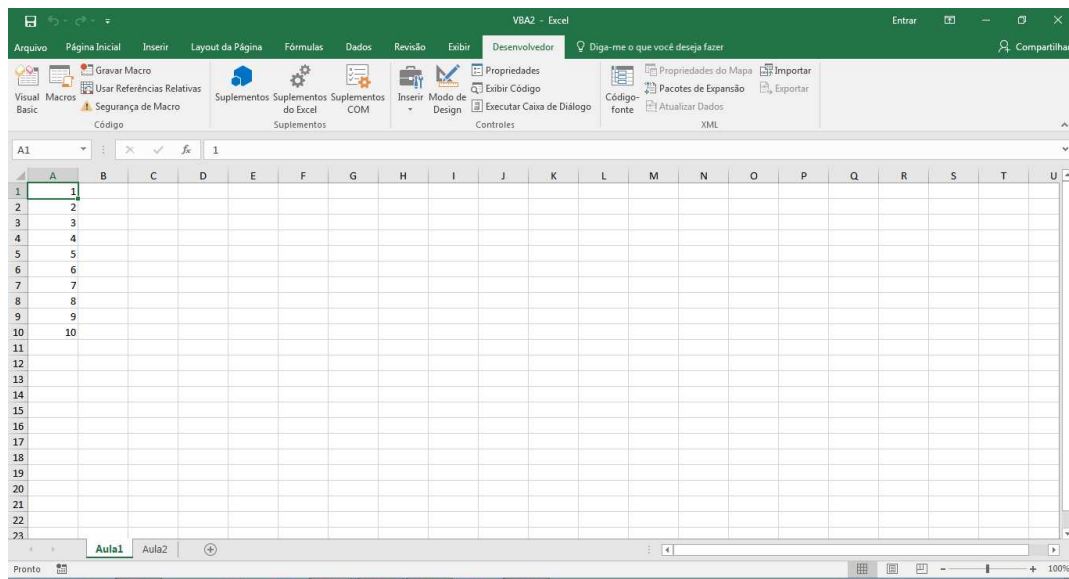 VBA2 - Excel
Entrar
Arquivo Página Inicial Inserir Layout da Página Fórmulas Dados Revisão Exibir Desenvolvedor Diga-me o que você deseja fazer Compartilha
Visual Basic
Macros
Gravar Macro
Usar Referências Relativas
Segurança de Macro
Código
Suplementos
Suplementos do Excel
Suplementos COM
Suplementos
Inserir
Modo de Design
Propriedades
Exibir Código
Executar Caixa de Diálogo
Controles
Código-fonte
Propriedades do Mapa
Pacotes de Expansão
Atualizar Dados
Importar
Exportar
XML
A1 fx 1
A B C D E F G H I J K L M N O P Q R S T U
1 1
2 2
3 3
4 4
5 5
6 6
7 7
8 8
9 9
10 10
11
12
13
14
15
16
17
18
19
20
21
22
23
Aula1 Aula2
Pronto 100%